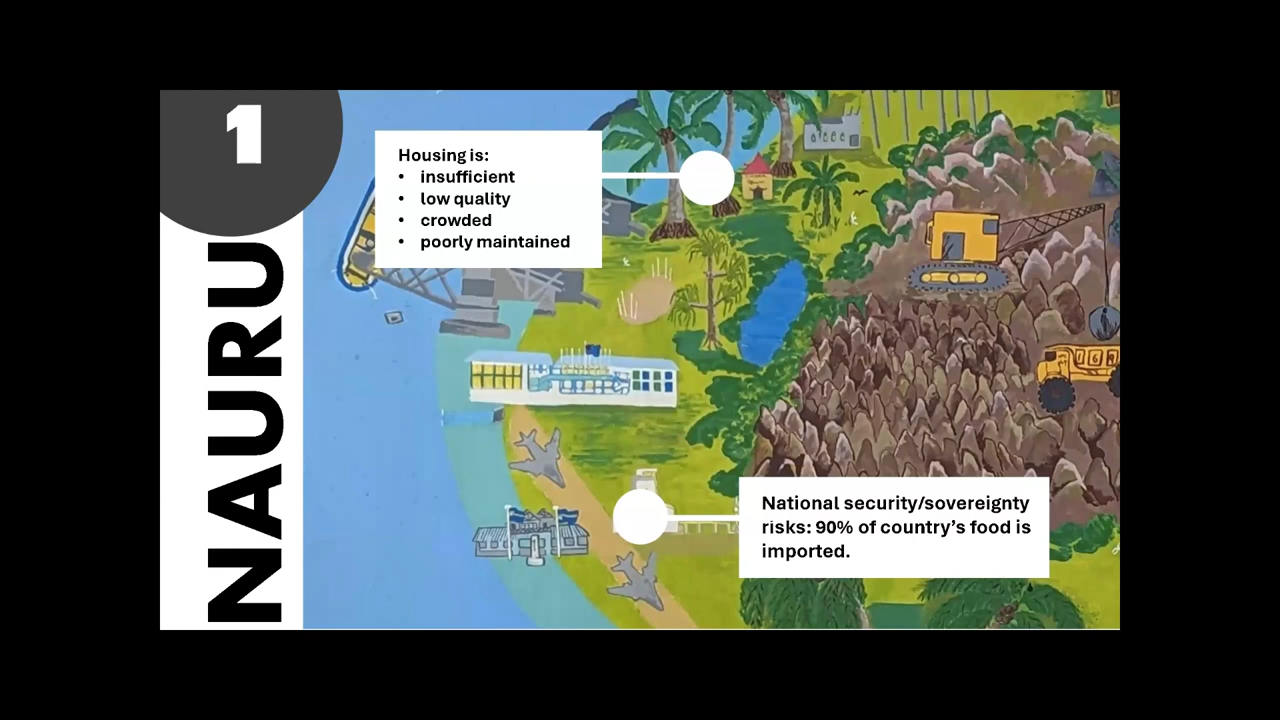 1
NAURU
Housing is:
• insufficient
• low quality
• crowded
• poorly maintained
National security/sovereignty
risks: 90% of country’s food is
imported.